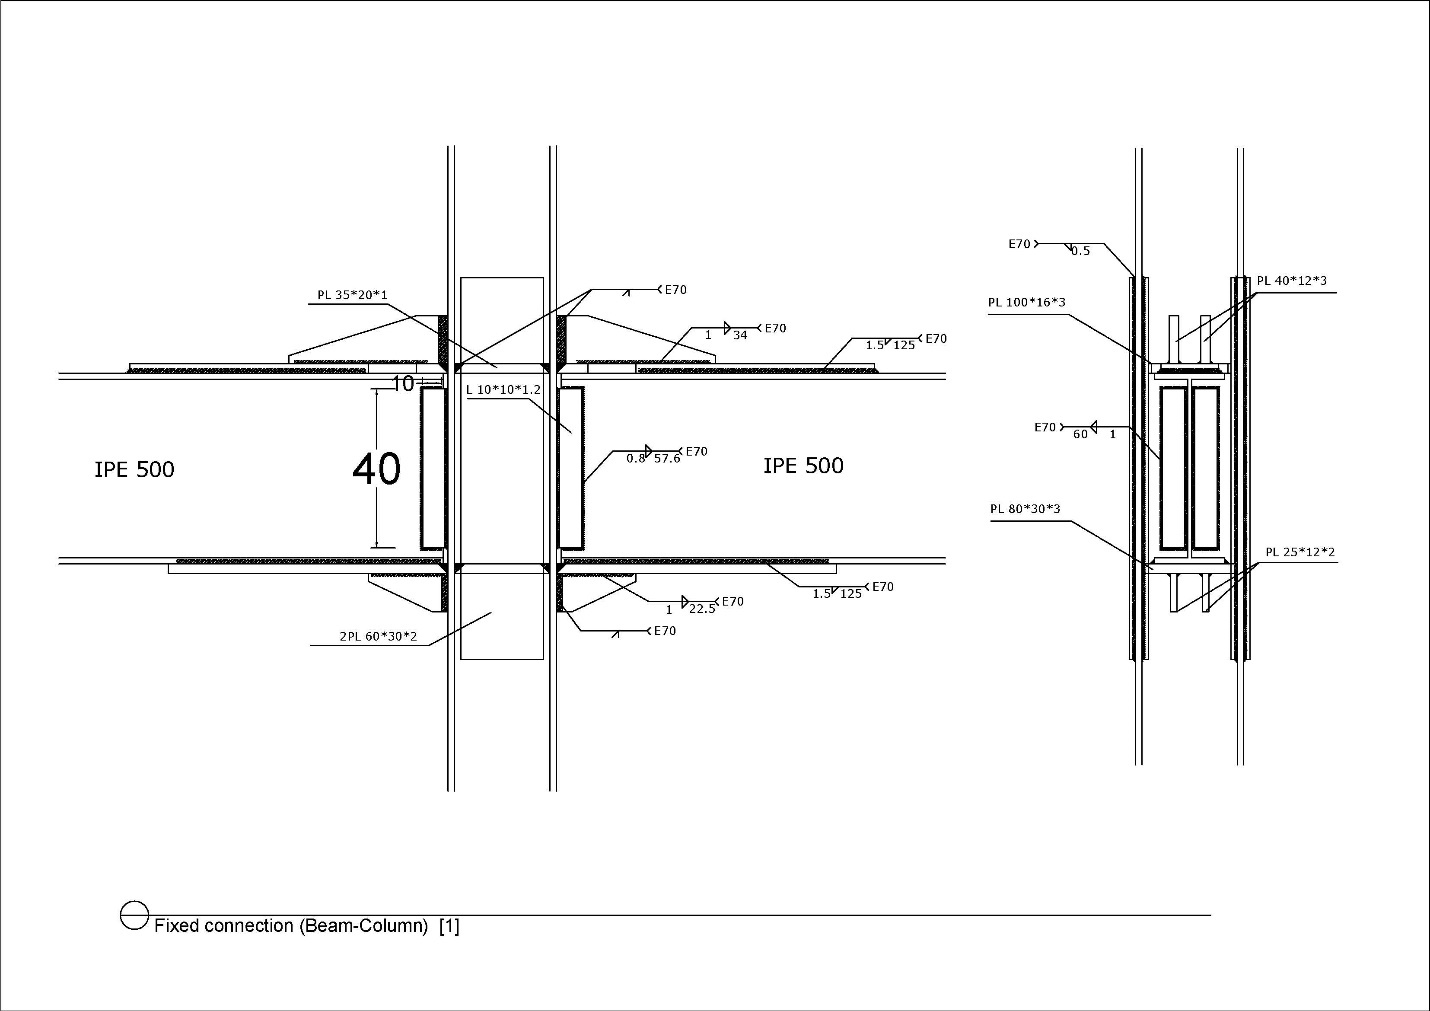 E70
0.5
PL 40*12*3
PL 35*20*1
E70
PL 100*16*3
1 34 E70
1.5 125 E70
10
L 10*10*1.2
E70
60 1
0.8 57.6 E70
IPE 500
40
IPE 500
PL 80*30*3
PL 25*12*2
1.5 125 E70
1 22.5 E70
E70
2PL 60*30*2
Fixed connection (Beam-Column) [1]